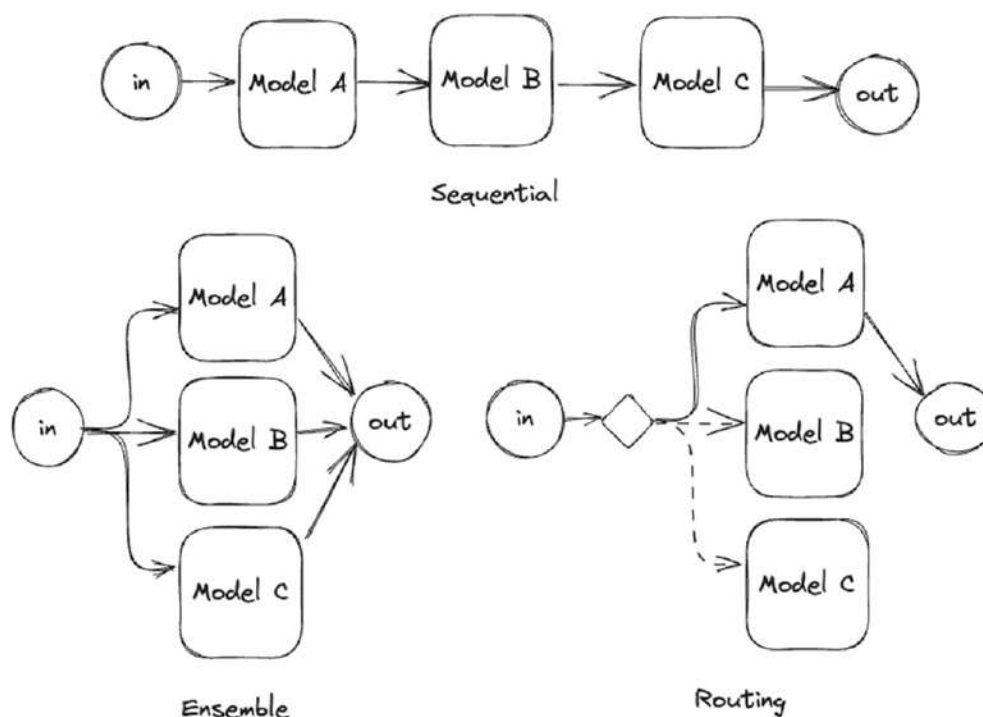 in
Model A
Model B
Model C
out
Sequential
in
Model A
Model B
Model C
out
Ensemble
in
Model A
Model B
Model C
out
Routing